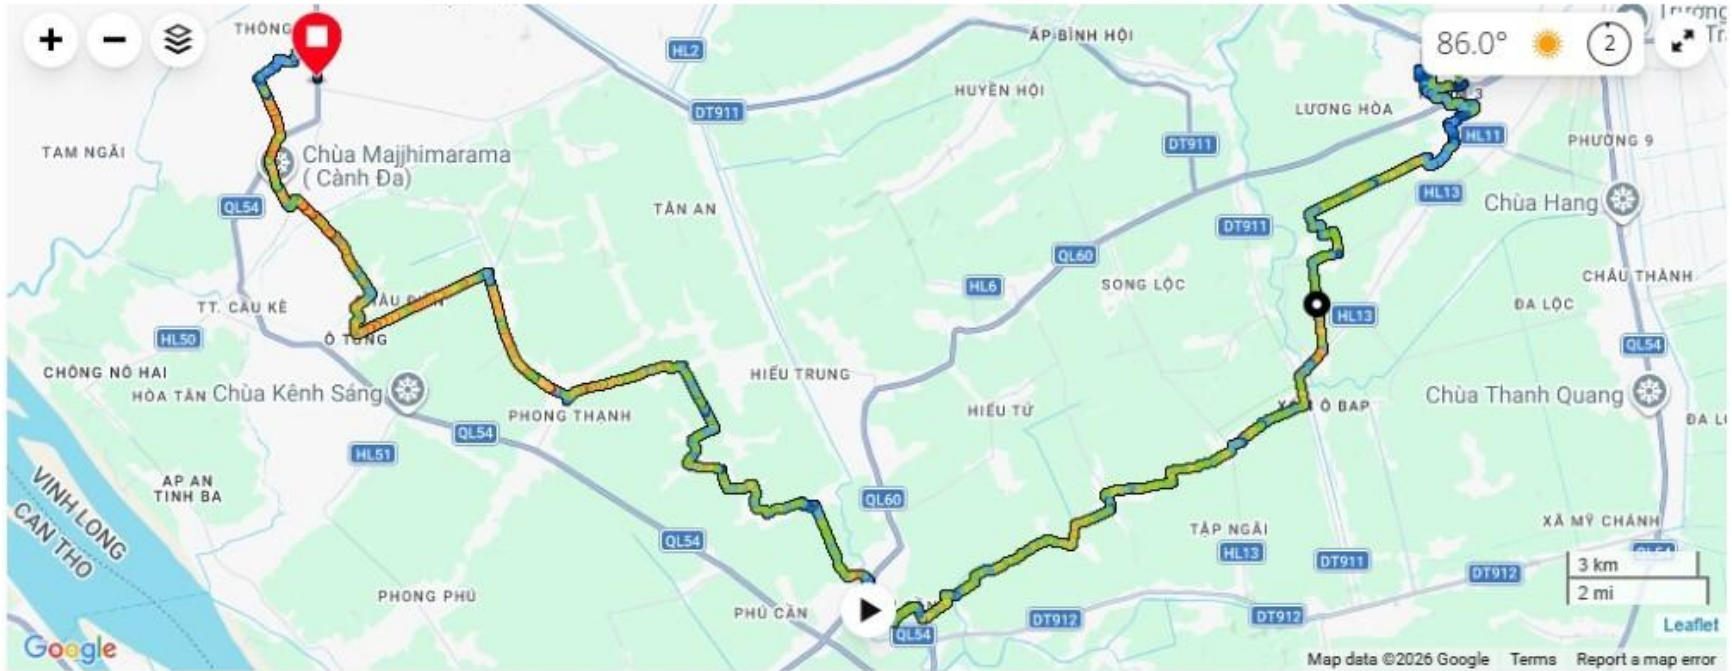 THÔNG
HL2
ẤP BÌNH HỘI
86.0°
2
DT911
HUYỀN HỘI
LƯƠNG HÒA
3
TAM NGÃI
Chùa Majjhimarama
( Cành Đa)
DT911
HL11
PHƯỜNG 9
QL54
TÂN AN
HL13
Chùa Hang
DT911
QL60
TT. CẦU KÈ
HL6
SONG LỘC
CHÂU THÀNH
ĐA LỘC
HL13
HL50
QL54
CHÔNG NÔ HAI
HÒA TÂN
Chùa Kênh Sáng
HIẾU TRUNG
Chùa Thanh Quang
PHONG THẠNH
HIẾU TỬ
Ô BAP
QL54
HL51
VINH LONG
CAN THO
AP AN
TINH BA
QL60
QL54
TẬP NGÃI
XÃ MỸ CHÁNH
HL13
DT911
QL54
DT912
3 km
2 mi
PHONG PHÚ
PHÚ CẦN
DT912
DT912
QL54
Leaflet
Google
Map data ©2026 Google
Terms
Report a map error